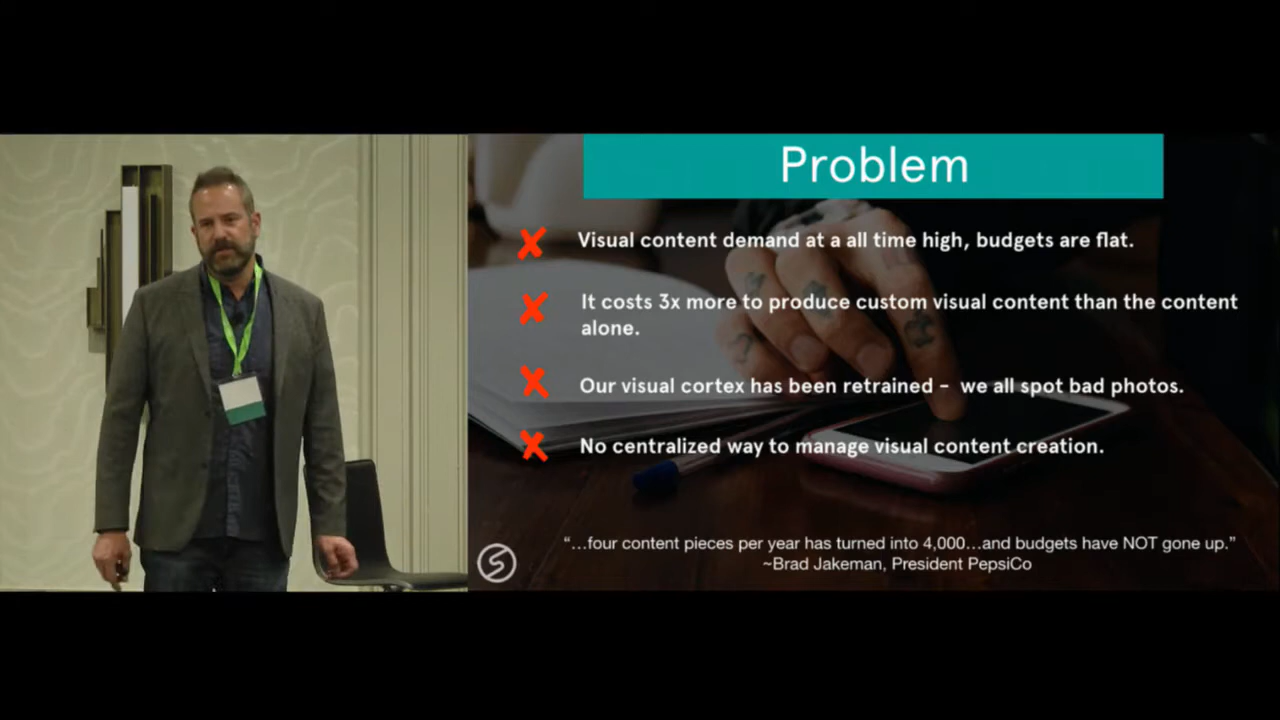 Problem
Visual content demand at a all time high, budgets are flat.
It costs 3x more to produce custom visual content than the content
alone.
Our visual cortex has been retrained - we all spot bad photos.
No centralized way to manage visual content creation.
“...four content pieces per year has turned into 4,000...and budgets have NOT gone up.”
~Brad Jakeman, President PepsiCo